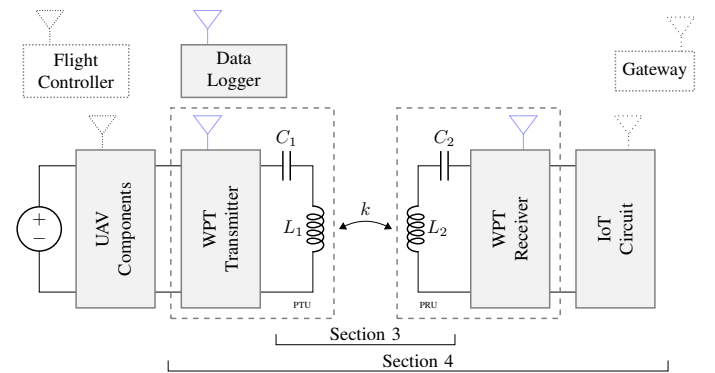 Flight
Controller
Data
Logger
Gateway
UAV
Components
WPT
Transmitter
C1
L1
PTU
k
C2
L2
PRU
WPT
Receiver
IoT
Circuit
+
−
Section 3
Section 4